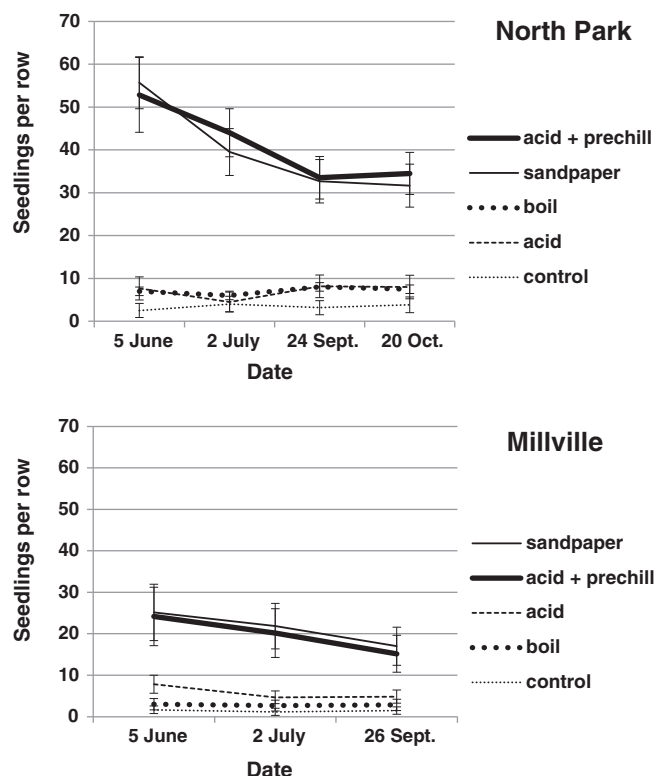 North Park
Seedlings per row
70
60
50
40
30
20
10
0
5 June 2 July 24 Sept. 20 Oct.
Date
acid + prechill
sandpaper
boil
acid
control
Millville
Seedlings per row
70
60
50
40
30
20
10
0
5 June 2 July 26 Sept.
Date
sandpaper
acid + prechill
acid
boil
control